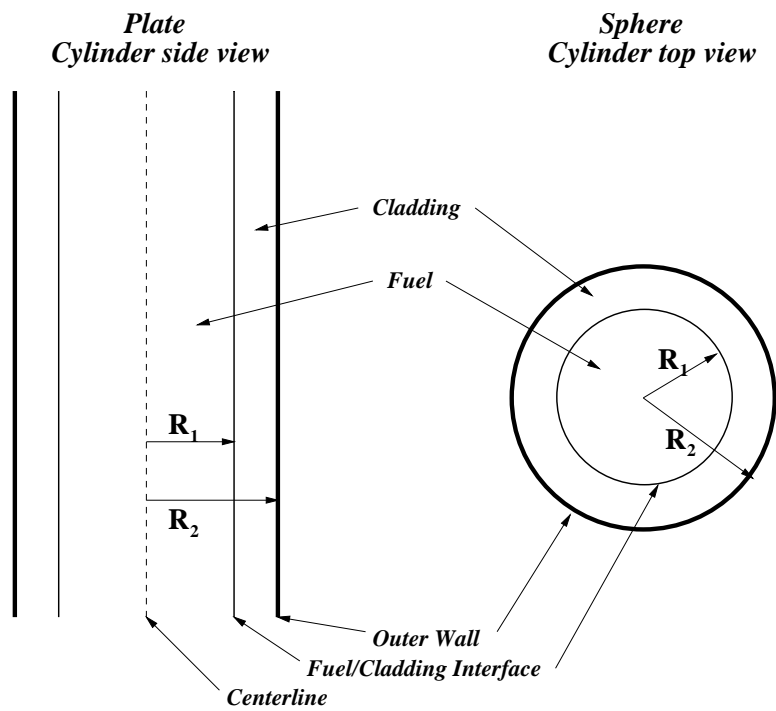 Plate
Cylinder side view
Sphere
Cylinder top view
Cladding
Fuel
R1
R2
R1
R2
Outer Wall
Fuel/Cladding Interface
Centerline